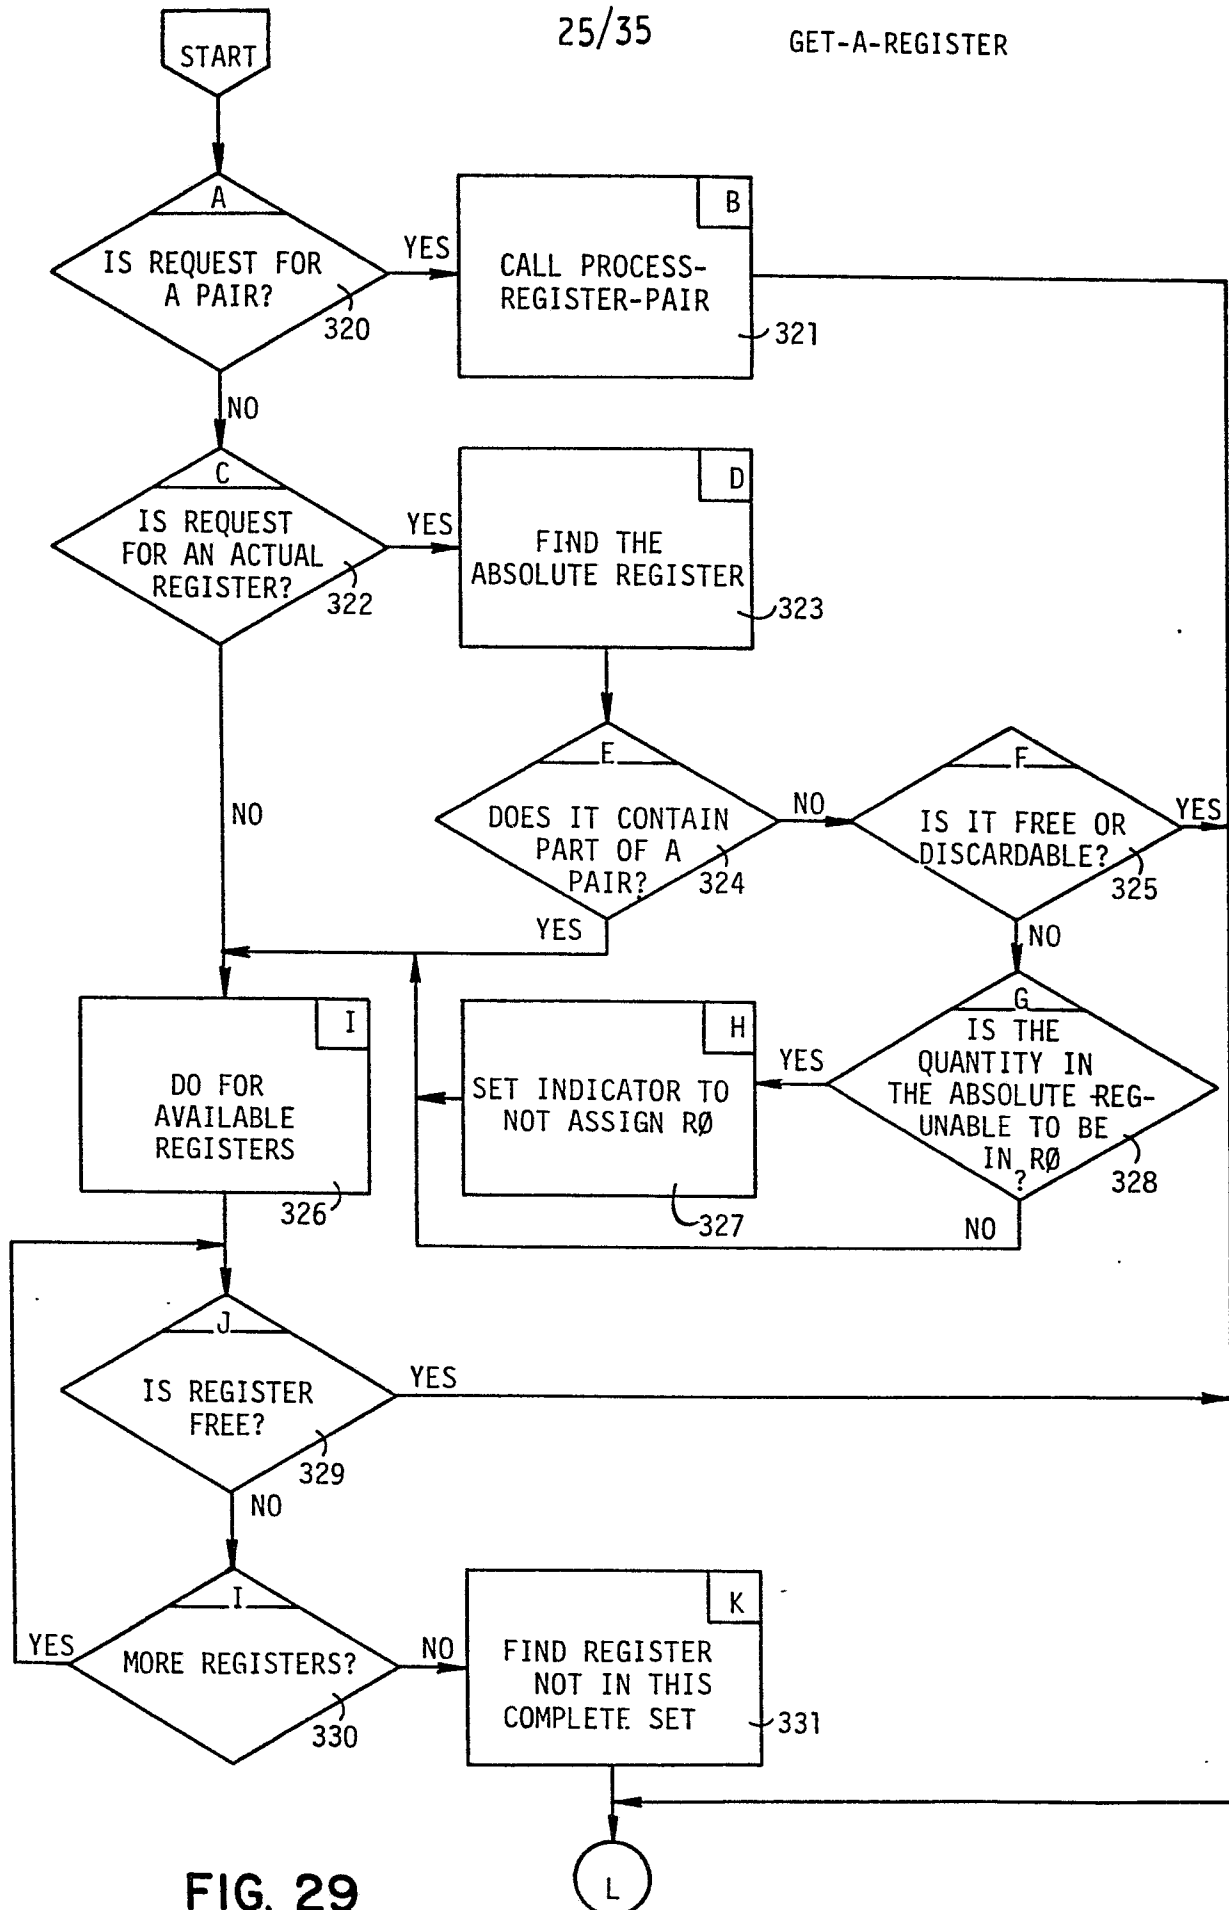 25/35
GET-A-REGISTER
START
A
IS REQUEST FOR
A PAIR?
320
YES
B
CALL PROCESS-
REGISTER-PAIR
321
NO
C
IS REQUEST
FOR AN ACTUAL
REGISTER?
322
YES
D
FIND THE
ABSOLUTE REGISTER
323
NO
E
DOES IT CONTAIN
PART OF A
PAIR?
324
NO
YES
F
IS IT FREE OR
DISCARDABLE?
325
YES
NO
G
IS THE
QUANTITY IN
THE ABSOLUTE REG-
UNABLE TO BE
IN RØ
?
328
YES
NO
H
SET INDICATOR TO
NOT ASSIGN RØ
327
I
DO FOR
AVAILABLE
REGISTERS
326
J
IS REGISTER
FREE?
329
YES
NO
I
MORE REGISTERS?
330
YES
NO
K
FIND REGISTER
NOT IN THIS
COMPLETE SET
331
L
FIG. 29